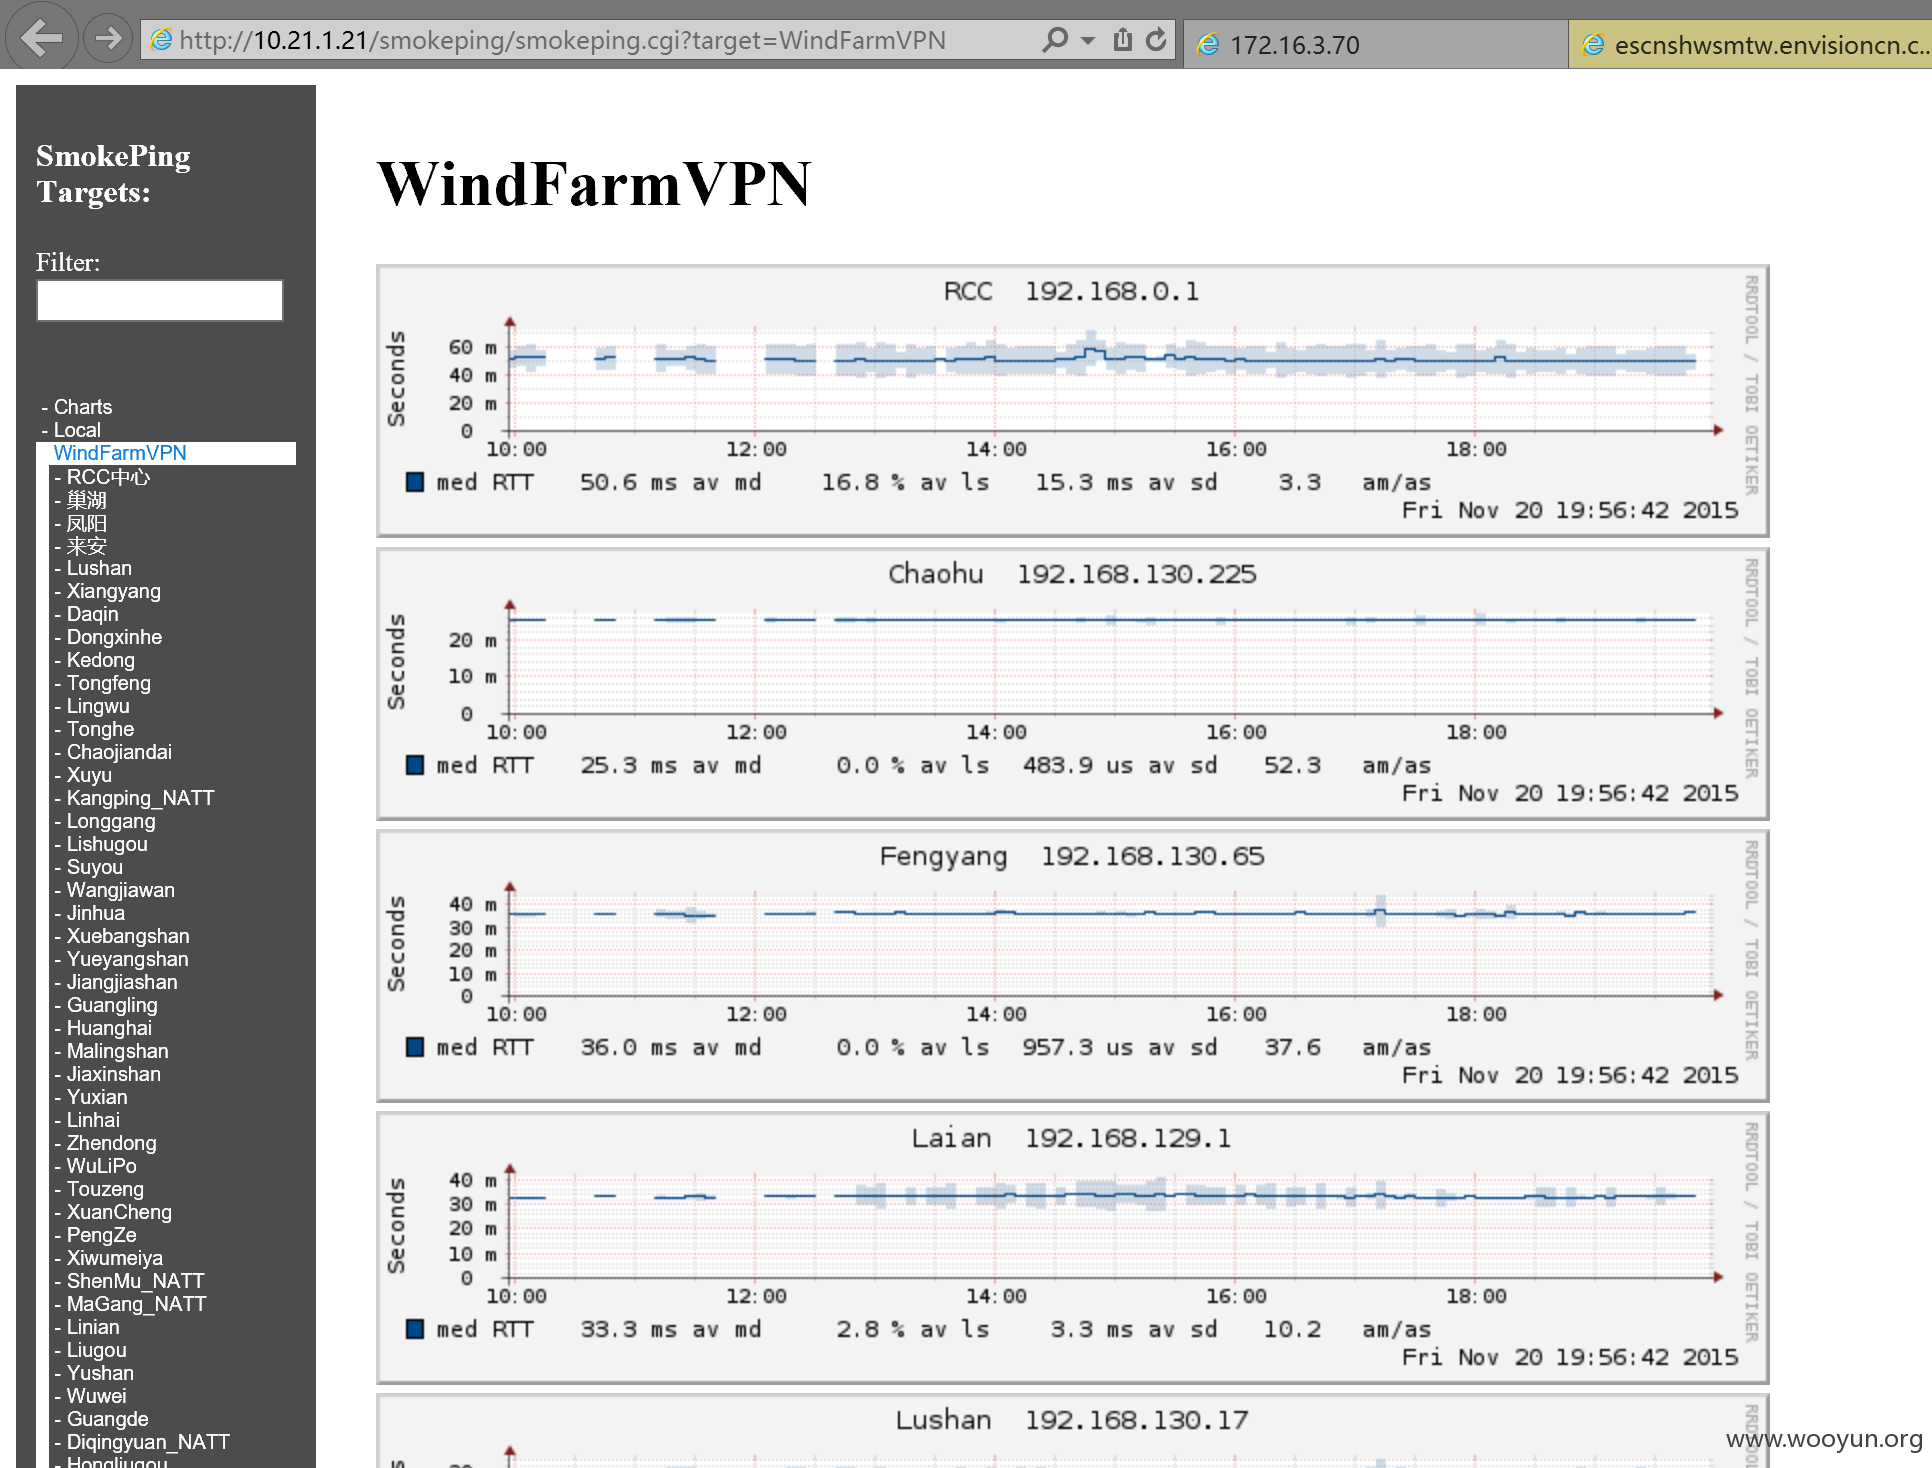 http://10.21.1.21/smokeping/smokeping.cgi?target=WindFarmVPN
172.16.3.70
escnshwsmtw.envisioncn.c...
SmokePing
Targets:
Filter:
- Charts
- Local
WindFarmVPN
- RCC中心
- 巢湖
- 凤阳
- 来安
- Lushan
- Xiangyang
- Daqin
- Dongxinhe
- Kedong
- Tongfeng
- Lingwu
- Tonghe
- Chaojiandai
- Xuyu
- Kangping_NATT
- Longgang
- Lishugou
- Suyou
- Wangjiawan
- Jinhua
- Xuebangshan
- Yueyangshan
- Jiangjiashan
- Guangling
- Huanghai
- Malingshan
- Jiaxinshan
- Yuxian
- Linhai
- Zhendong
- WuLiPo
- Touzeng
- XuanCheng
- PengZe
- Xiwumeiya
- ShenMu_NATT
- MaGang_NATT
- Linian
- Liugou
- Yushan
- Wuwei
- Guangde
- Diqingyuan_NATT
- Hongliugou
WindFarmVPN
RCC 192.168.0.1
Seconds
60 m
40 m
20 m
0
10:00 12:00 14:00 16:00 18:00
med RTT 50.6 ms av md 16.8 % av ls 15.3 ms av sd 3.3 am/as
Fri Nov 20 19:56:42 2015
RRDTOOL / TOBI OETIKER
Chaohu 192.168.130.225
Seconds
20 m
10 m
0
10:00 12:00 14:00 16:00 18:00
med RTT 25.3 ms av md 0.0 % av ls 483.9 us av sd 52.3 am/as
Fri Nov 20 19:56:42 2015
RRDTOOL / TOBI OETIKER
Fengyang 192.168.130.65
Seconds
40 m
30 m
20 m
10 m
0
10:00 12:00 14:00 16:00 18:00
med RTT 36.0 ms av md 0.0 % av ls 957.3 us av sd 37.6 am/as
Fri Nov 20 19:56:42 2015
RRDTOOL / TOBI OETIKER
Laian 192.168.129.1
Seconds
40 m
30 m
20 m
10 m
0
10:00 12:00 14:00 16:00 18:00
med RTT 33.3 ms av md 2.8 % av ls 3.3 ms av sd 10.2 am/as
Fri Nov 20 19:56:42 2015
RRDTOOL / TOBI OETIKER
Lushan 192.168.130.17
RRDTOOL
www.wooyun.org